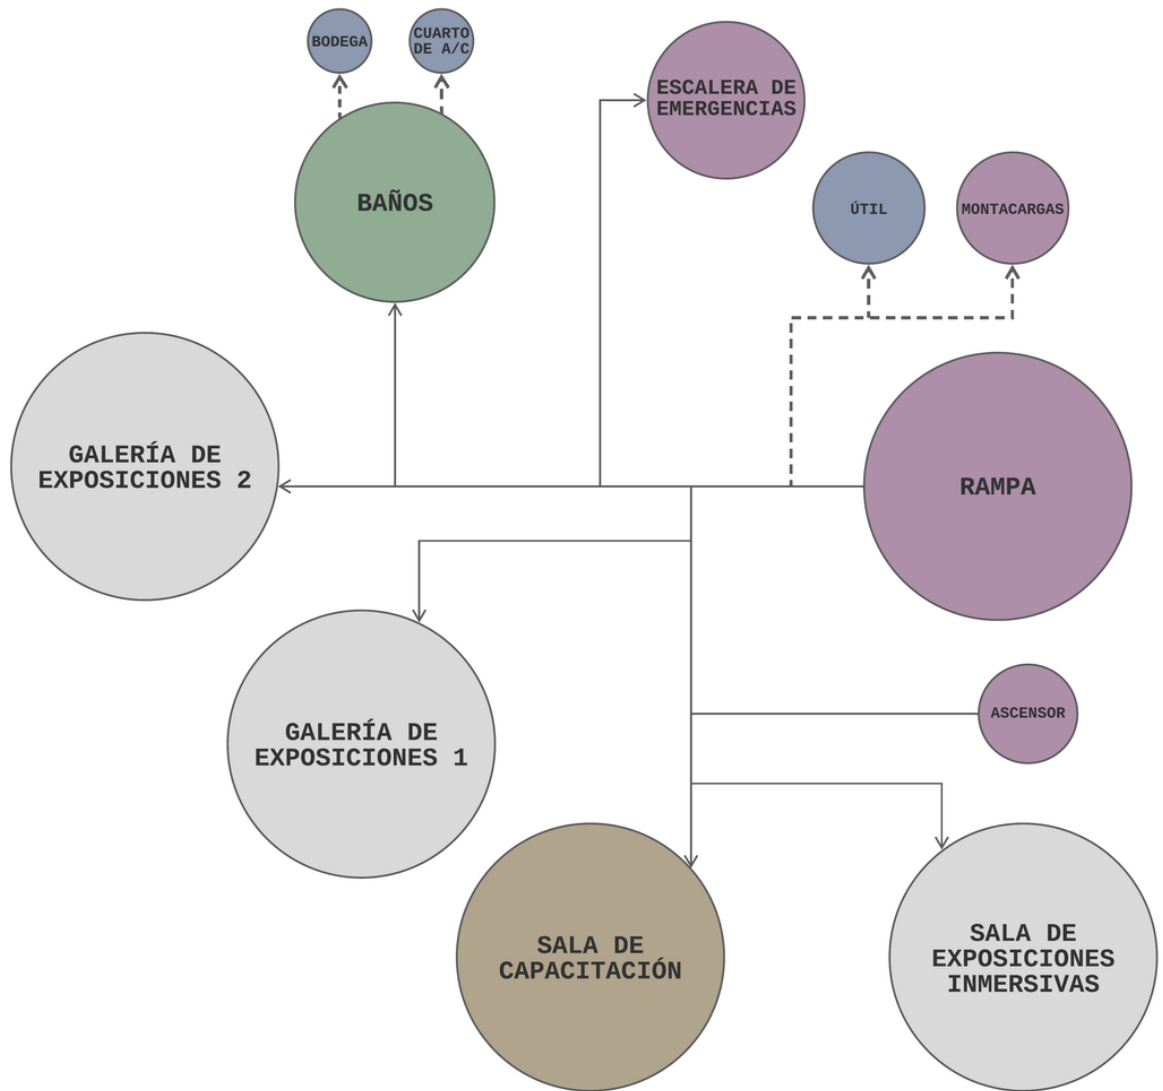 BODEGA
CUARTO
DE A/C
ESCALERA DE
EMERGENCIAS
BAÑOS
ÚTIL
MONTACARGAS
GALERÍA DE
EXPOSICIONES 2
RAMPA
GALERÍA DE
EXPOSICIONES 1
ASCENSOR
SALA DE
CAPACITACIÓN
SALA DE
EXPOSICIONES
INMERSIVAS